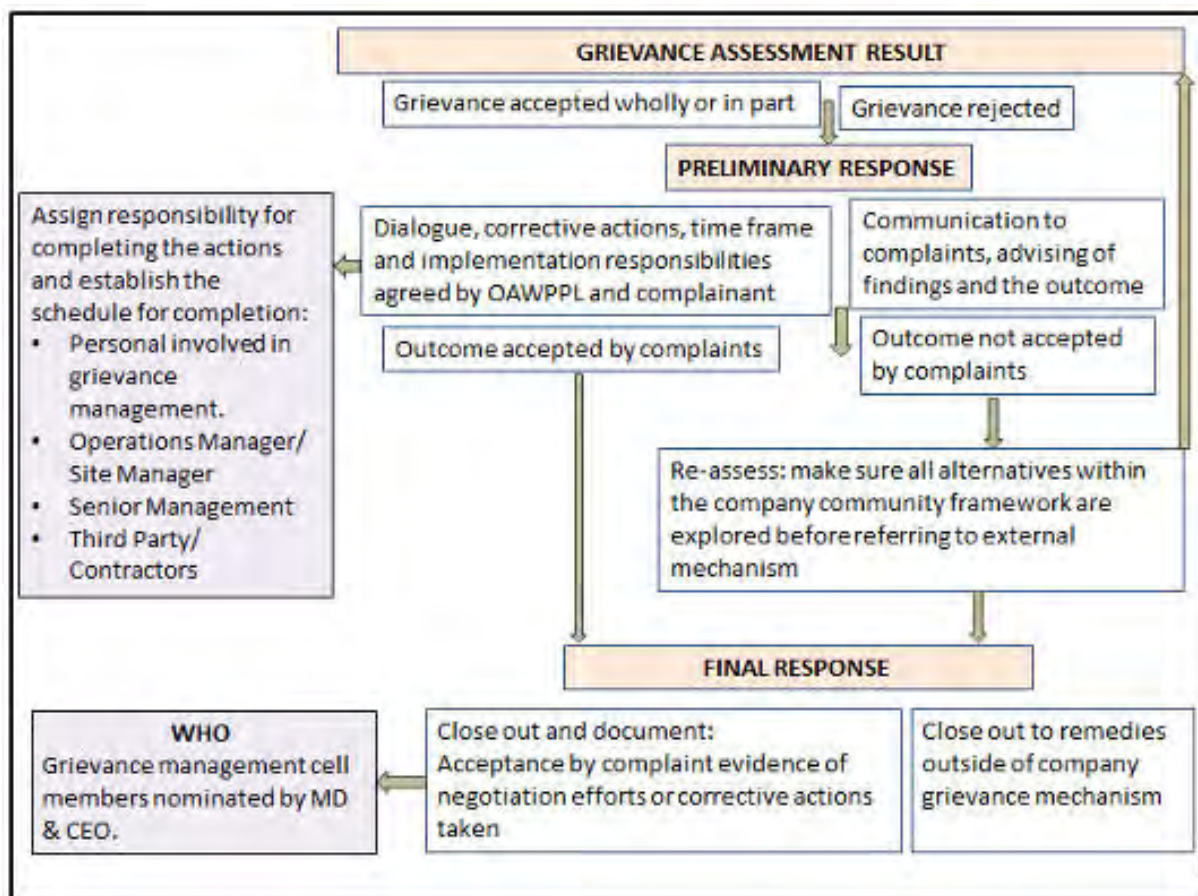 GRIEVANCE ASSESSMENT RESULT
Grievance accepted wholly or in part
Grievance rejected
PRELIMINARY RESPONSE
Assign responsibility for
completing the actions
and establish the
schedule for completion:
• Personal involved in
grievance
management.
• Operations Manager/
Site Manager
• Senior Management
• Third Party/
Contractors
Dialogue, corrective actions, time frame
and implementation responsibilities
agreed by OAWPPL and complainant
Communication to
complaints, advising of
findings and the outcome
Outcome accepted by complaints
Outcome not accepted
by complaints
Re-assess: make sure all alternatives within
the company community framework are
explored before referring to external
mechanism
FINAL RESPONSE
WHO
Grievance management cell
members nominated by MD
& CEO.
Close out and document:
Acceptance by complaint evidence of
negotiation efforts or corrective actions
taken
Close out to remedies
outside of company
grievance mechanism